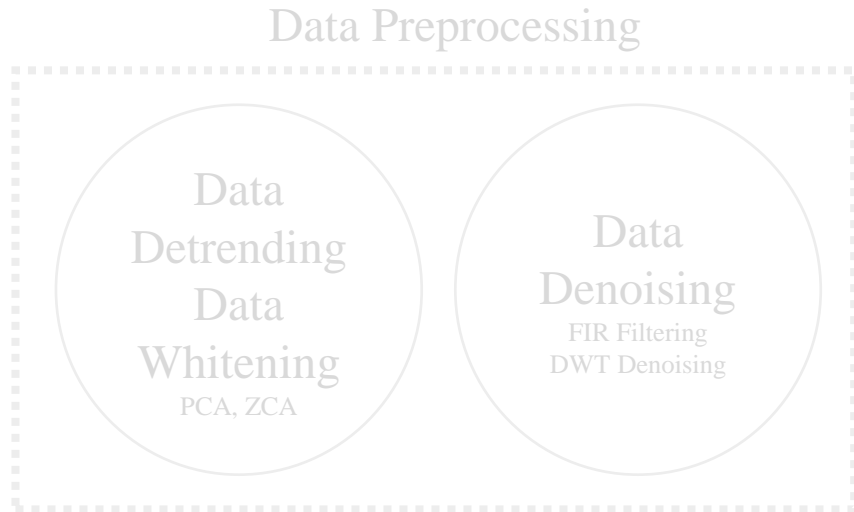 Data Preprocessing
Data
Detrending
Data
Whitening
PCA, ZCA
Data
Denoising
FIR Filtering
DWT Denoising